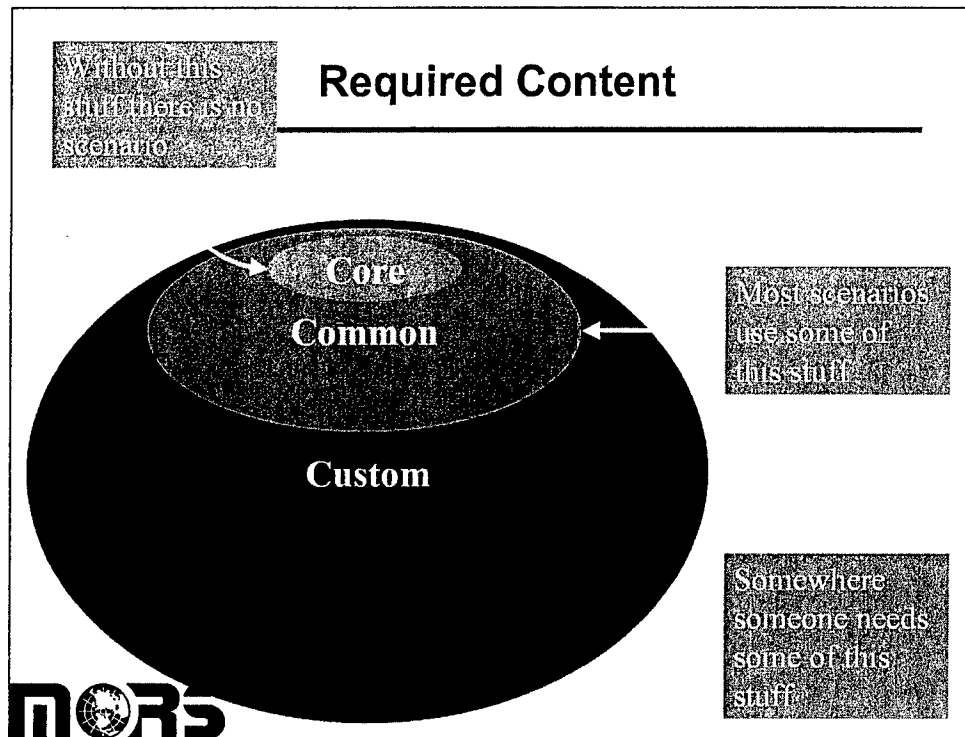 Without this
stuff there is no
scenario
Required Content
Core
Common
Custom
Most scenarios
use some of
this stuff
Somewhere
someone needs
some of this
stuff
MORS